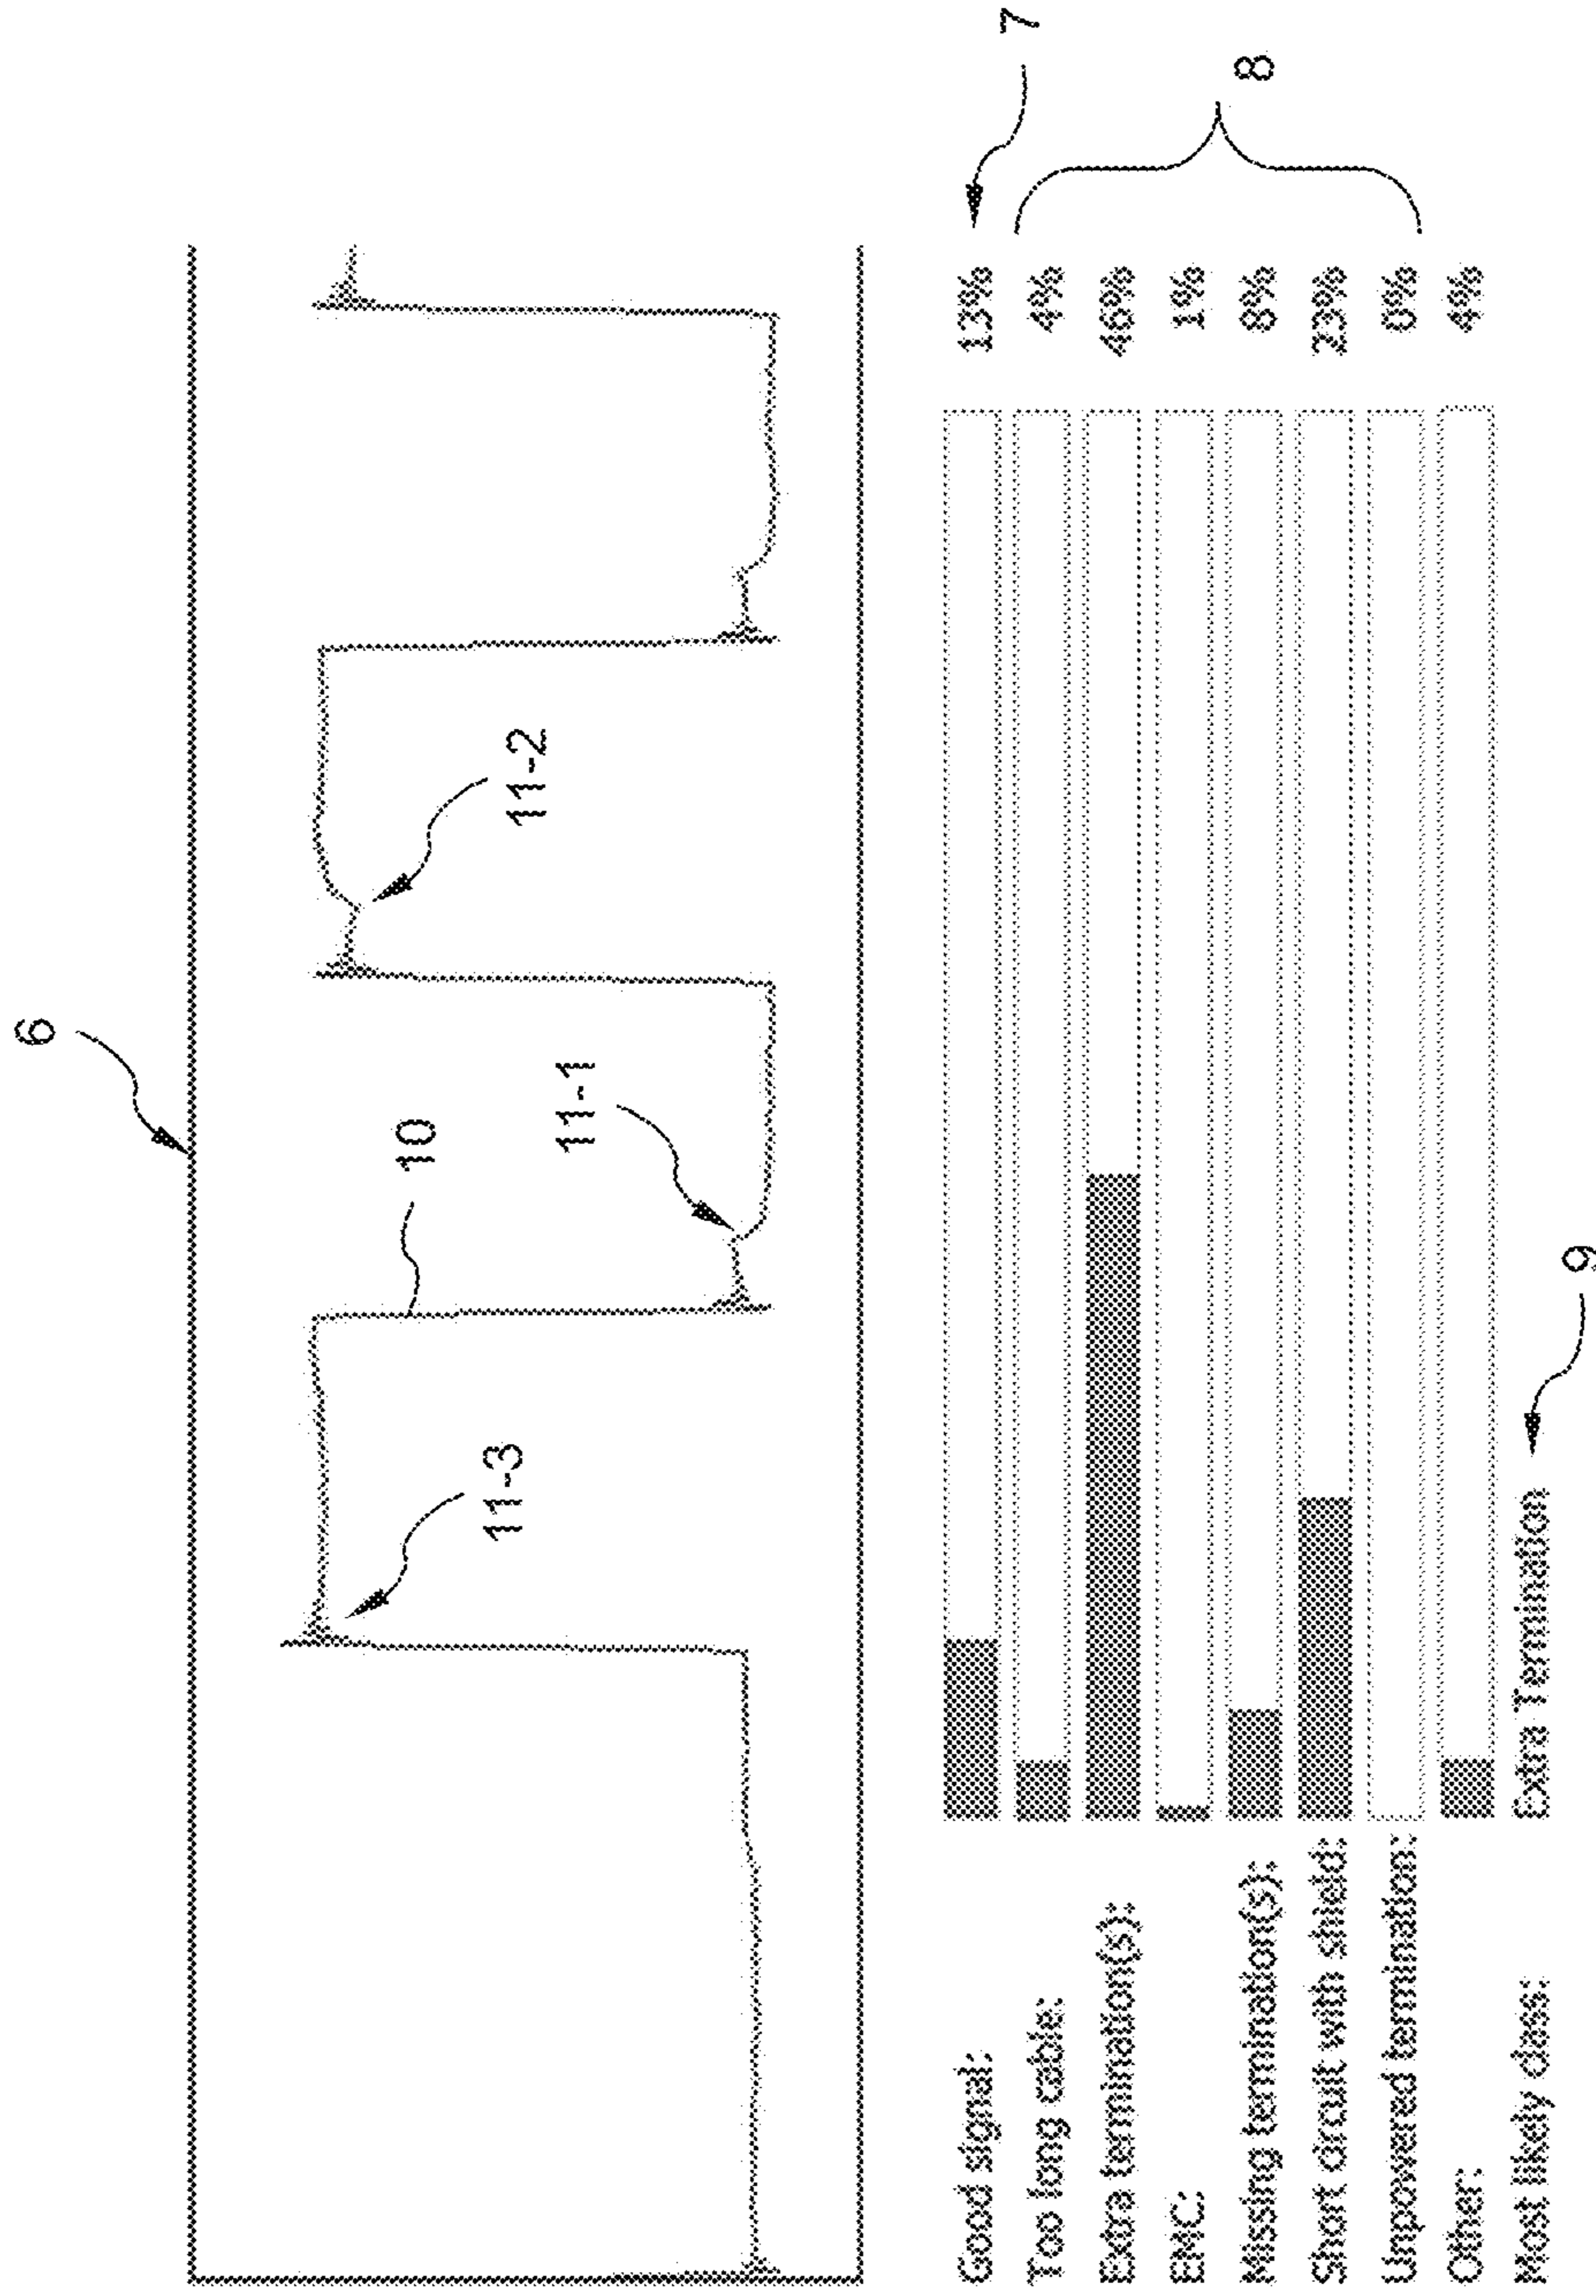 6
10
11-3
11-1
11-2
Good signal: 13%
Too long cable: 4%
Extra termination(s): 46%
EMC: 1%
Missing termination(s): 8%
Short circuit with shield: 23%
Unpowered termination: 0%
Other: 4%
Most likely class: Extra Termination
7
8
9